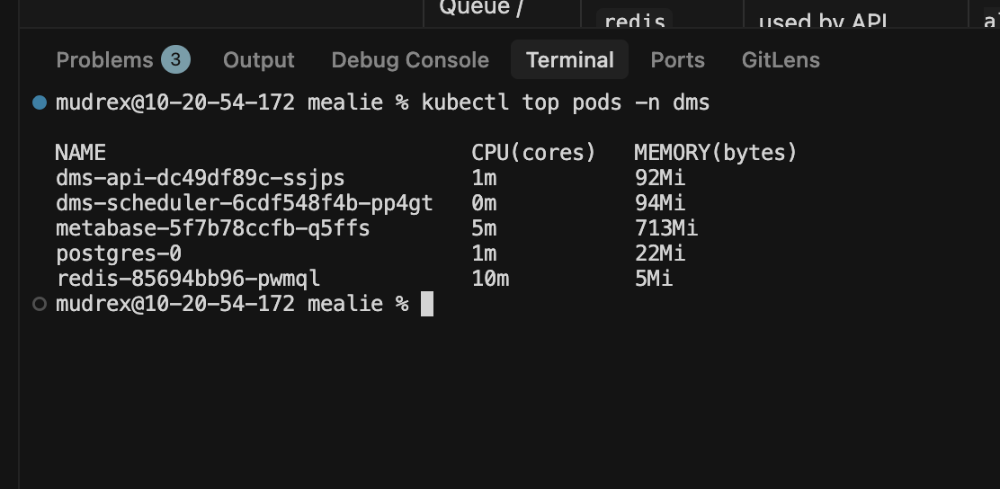 Queue /
redis
used by API
Problems 3 Output Debug Console Terminal Ports GitLens
mudrex@10-20-54-172 mealie % kubectl top pods -n dms
NAME CPU(cores) MEMORY(bytes)
dms-api-dc49df89c-ssjps 1m 92Mi
dms-scheduler-6cdf548f4b-pp4gt 0m 94Mi
metabase-5f7b78ccfb-q5ffs 5m 713Mi
postgres-0 1m 22Mi
redis-85694bb96-pwmql 10m 5Mi
mudrex@10-20-54-172 mealie %